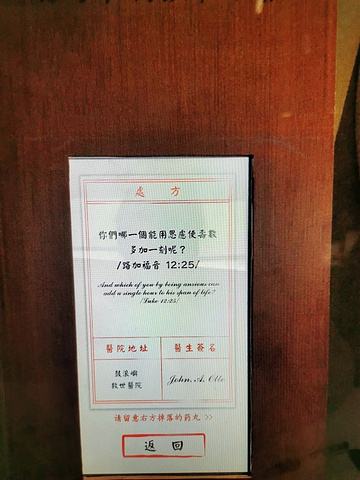 處 方
你們哪一個能用思慮使壽數
多加一刻呢？
/路加福音 12:25/
And which of you by being anxious can
add a single hour to his span of life?
/Luke 12:25/
醫院地址
醫生簽名
鼓浪嶼
救世醫院
John. A. Otte
请留意右方掉落的药丸 >>
返 回